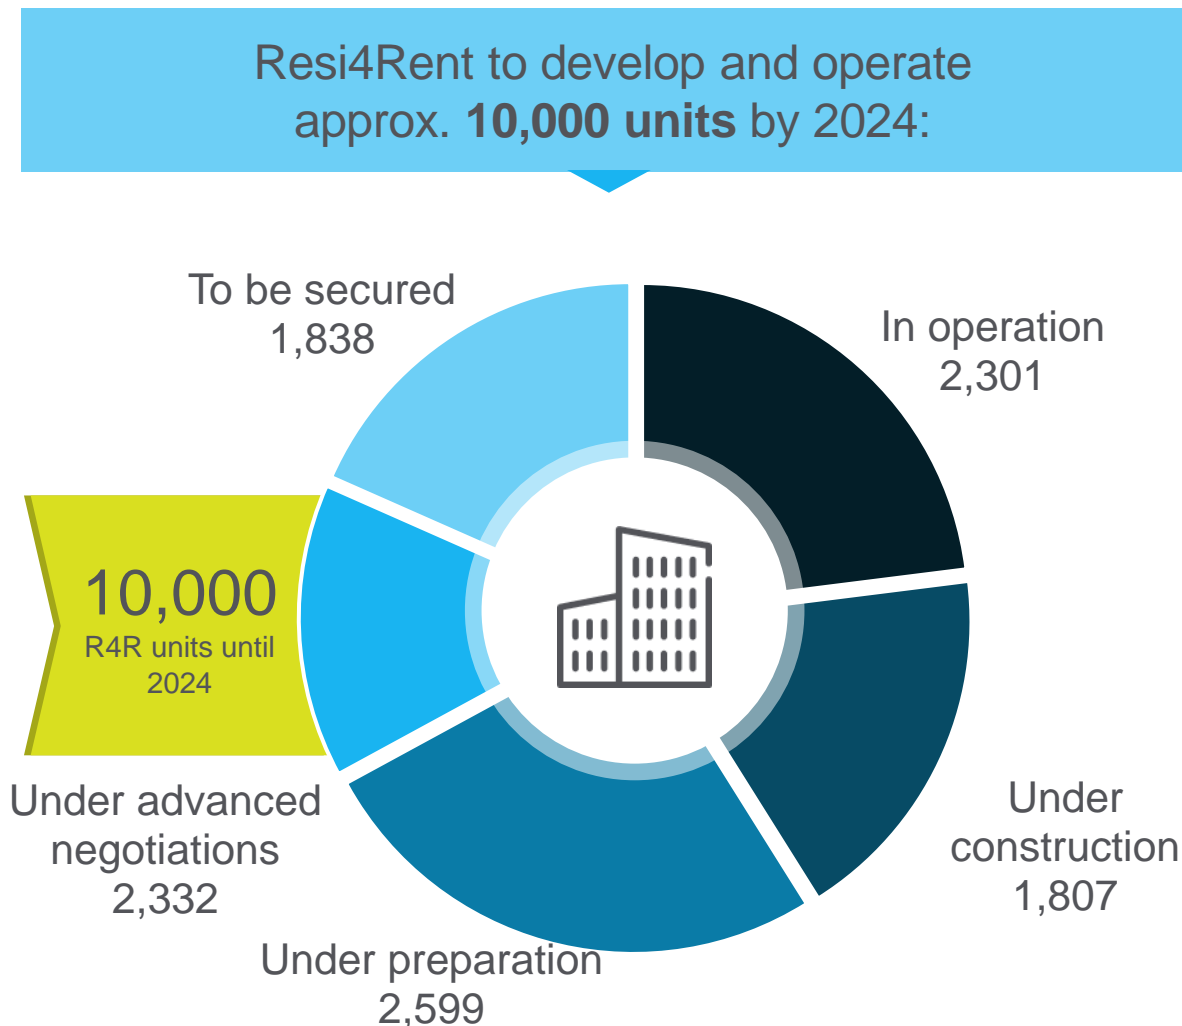 Resi4Rent to develop and operate
approx. 10,000 units by 2024:
To be secured
1,838
In operation
2,301
10,000
R4R units until
2024
Under advanced
negotiations
2,332
Under
construction
1,807
Under preparation
2,599